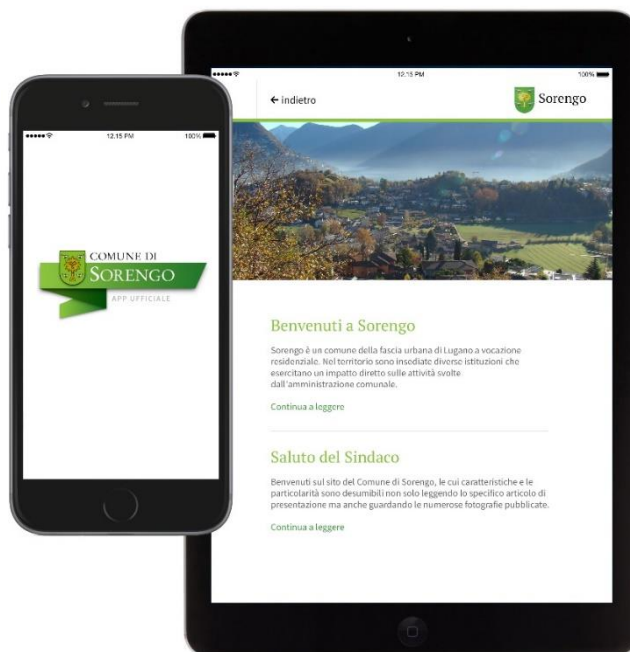 12.15 PM
100%
COMUNE DI
SORENGO
APP UFFICIALE
12.15 PM
100%
← indietro
Sorengo
Benvenuti a Sorengo
Sorengo è un comune della fascia urbana di Lugano a vocazione
residenziale. Nel territorio sono insediate diverse istituzioni che
esercitano un impatto diretto sulle attività svolte
dall'amministrazione comunale.
Continua a leggere
Saluto del Sindaco
Benvenuti sul sito del Comune di Sorengo, le cui caratteristiche e le
particolarità sono desumibili non solo leggendo lo specifico articolo di
presentazione ma anche guardando le numerose fotografie pubblicate.
Continua a leggere